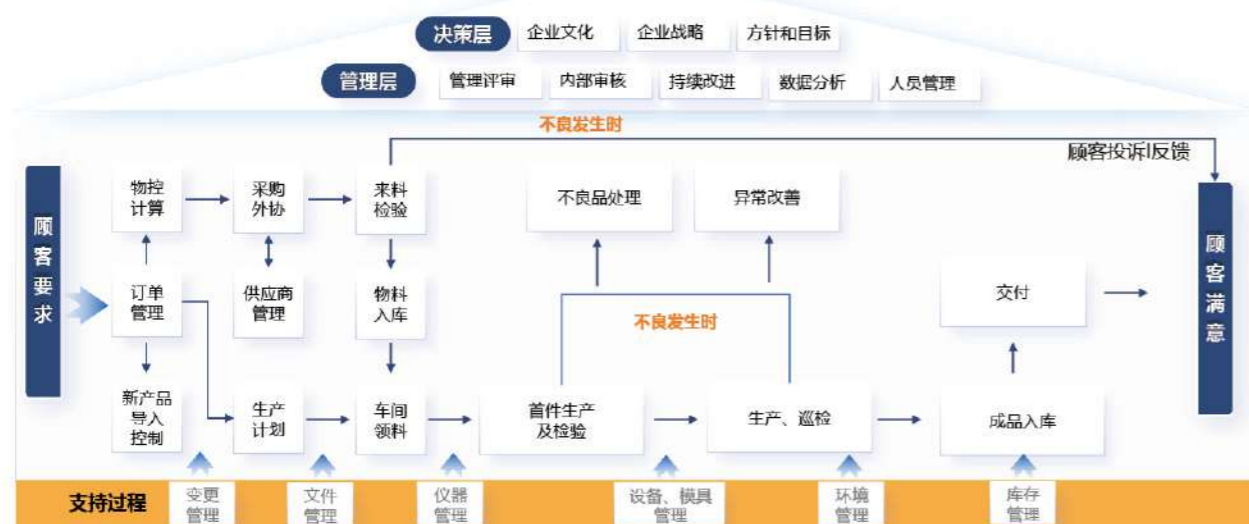 决策层 企业文化 企业战略 方针和目标
管理层 管理评审 内部审核 持续改进 数据分析 人员管理
不良发生时
顾客投诉|反馈
顾客要求
物控
计算
采购
外协
来料
检验
不良品处理
异常改善
顾客满意
订单
管理
供应商
管理
物料
入库
不良发生时
交付
新产品
导入
控制
生产
计划
车间
领料
首件生产
及检验
生产、巡检
成品入库
支持过程
变更
管理
文件
管理
仪器
管理
设备、模具
管理
环境
管理
库存
管理